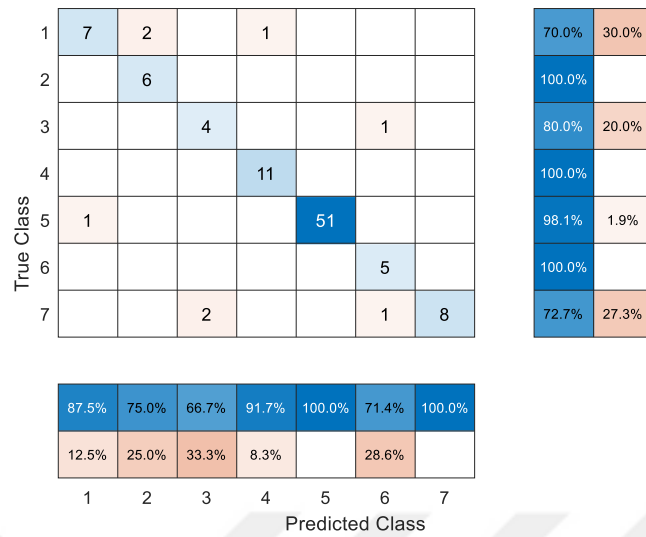 1 7 2 1 70.0% 30.0%
2 6 100.0%
3 4 1 80.0% 20.0%
4 11 100.0%
5 1 51 98.1% 1.9%
6 5 100.0%
7 2 1 8 72.7% 27.3%
True Class
87.5% 75.0% 66.7% 91.7% 100.0% 71.4% 100.0%
12.5% 25.0% 33.3% 8.3% 28.6%
1 2 3 4 5 6 7
Predicted Class